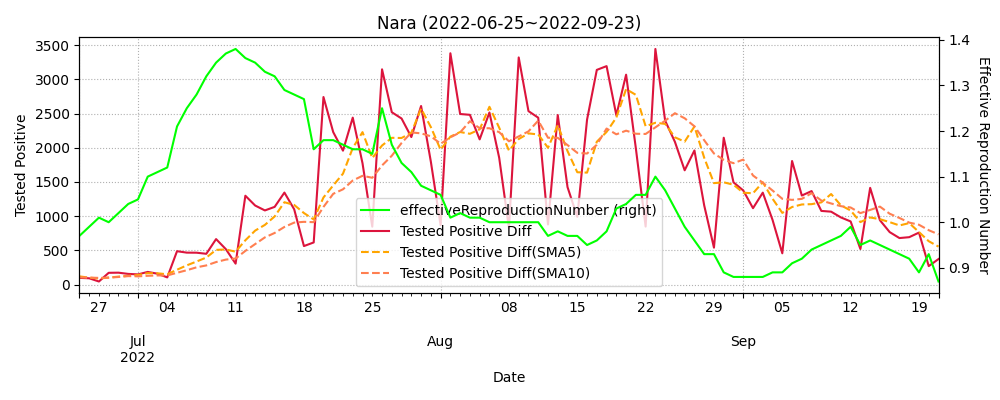 Nara (2022-06-25~2022-09-23)
3500
3000
2500
2000
1500
1000
500
0
Tested Positive
1.4
1.3
1.2
1.1
1.0
0.9
Effective Reproduction Number
effectiveReproductionNumber (right)
Tested Positive Diff
Tested Positive Diff(SMA5)
Tested Positive Diff(SMA10)
27 04 11 18 25 08 15 22 29 05 12 19
Jul Aug Sep
2022
Date